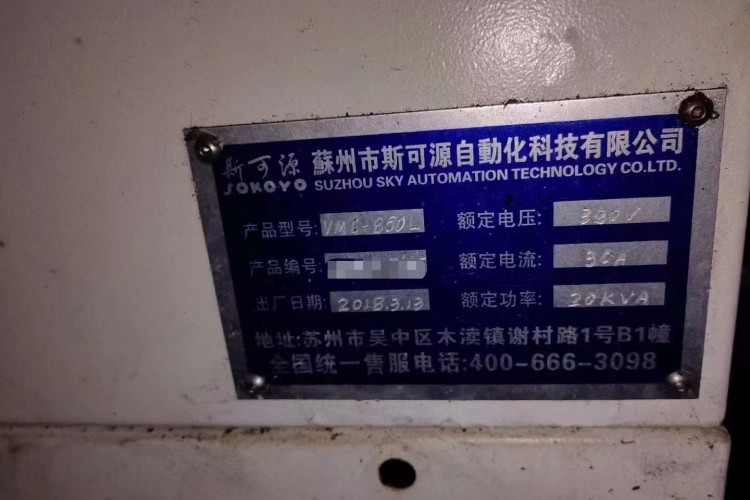 斯可源 蘇州市斯可源自動化科技有限公司
SOKOYO SUZHOU SKY AUTOMATION TECHNOLOGY CO.LTD.
产品型号: VMC-850L 额定电压: 380V
产品编号: 额定电流: 35A
出厂日期: 2018.3.13 额定功率: 20KVA
地址:苏州市吴中区木渎镇谢村路1号B1幢
全国统一售服电话:400-666-3098